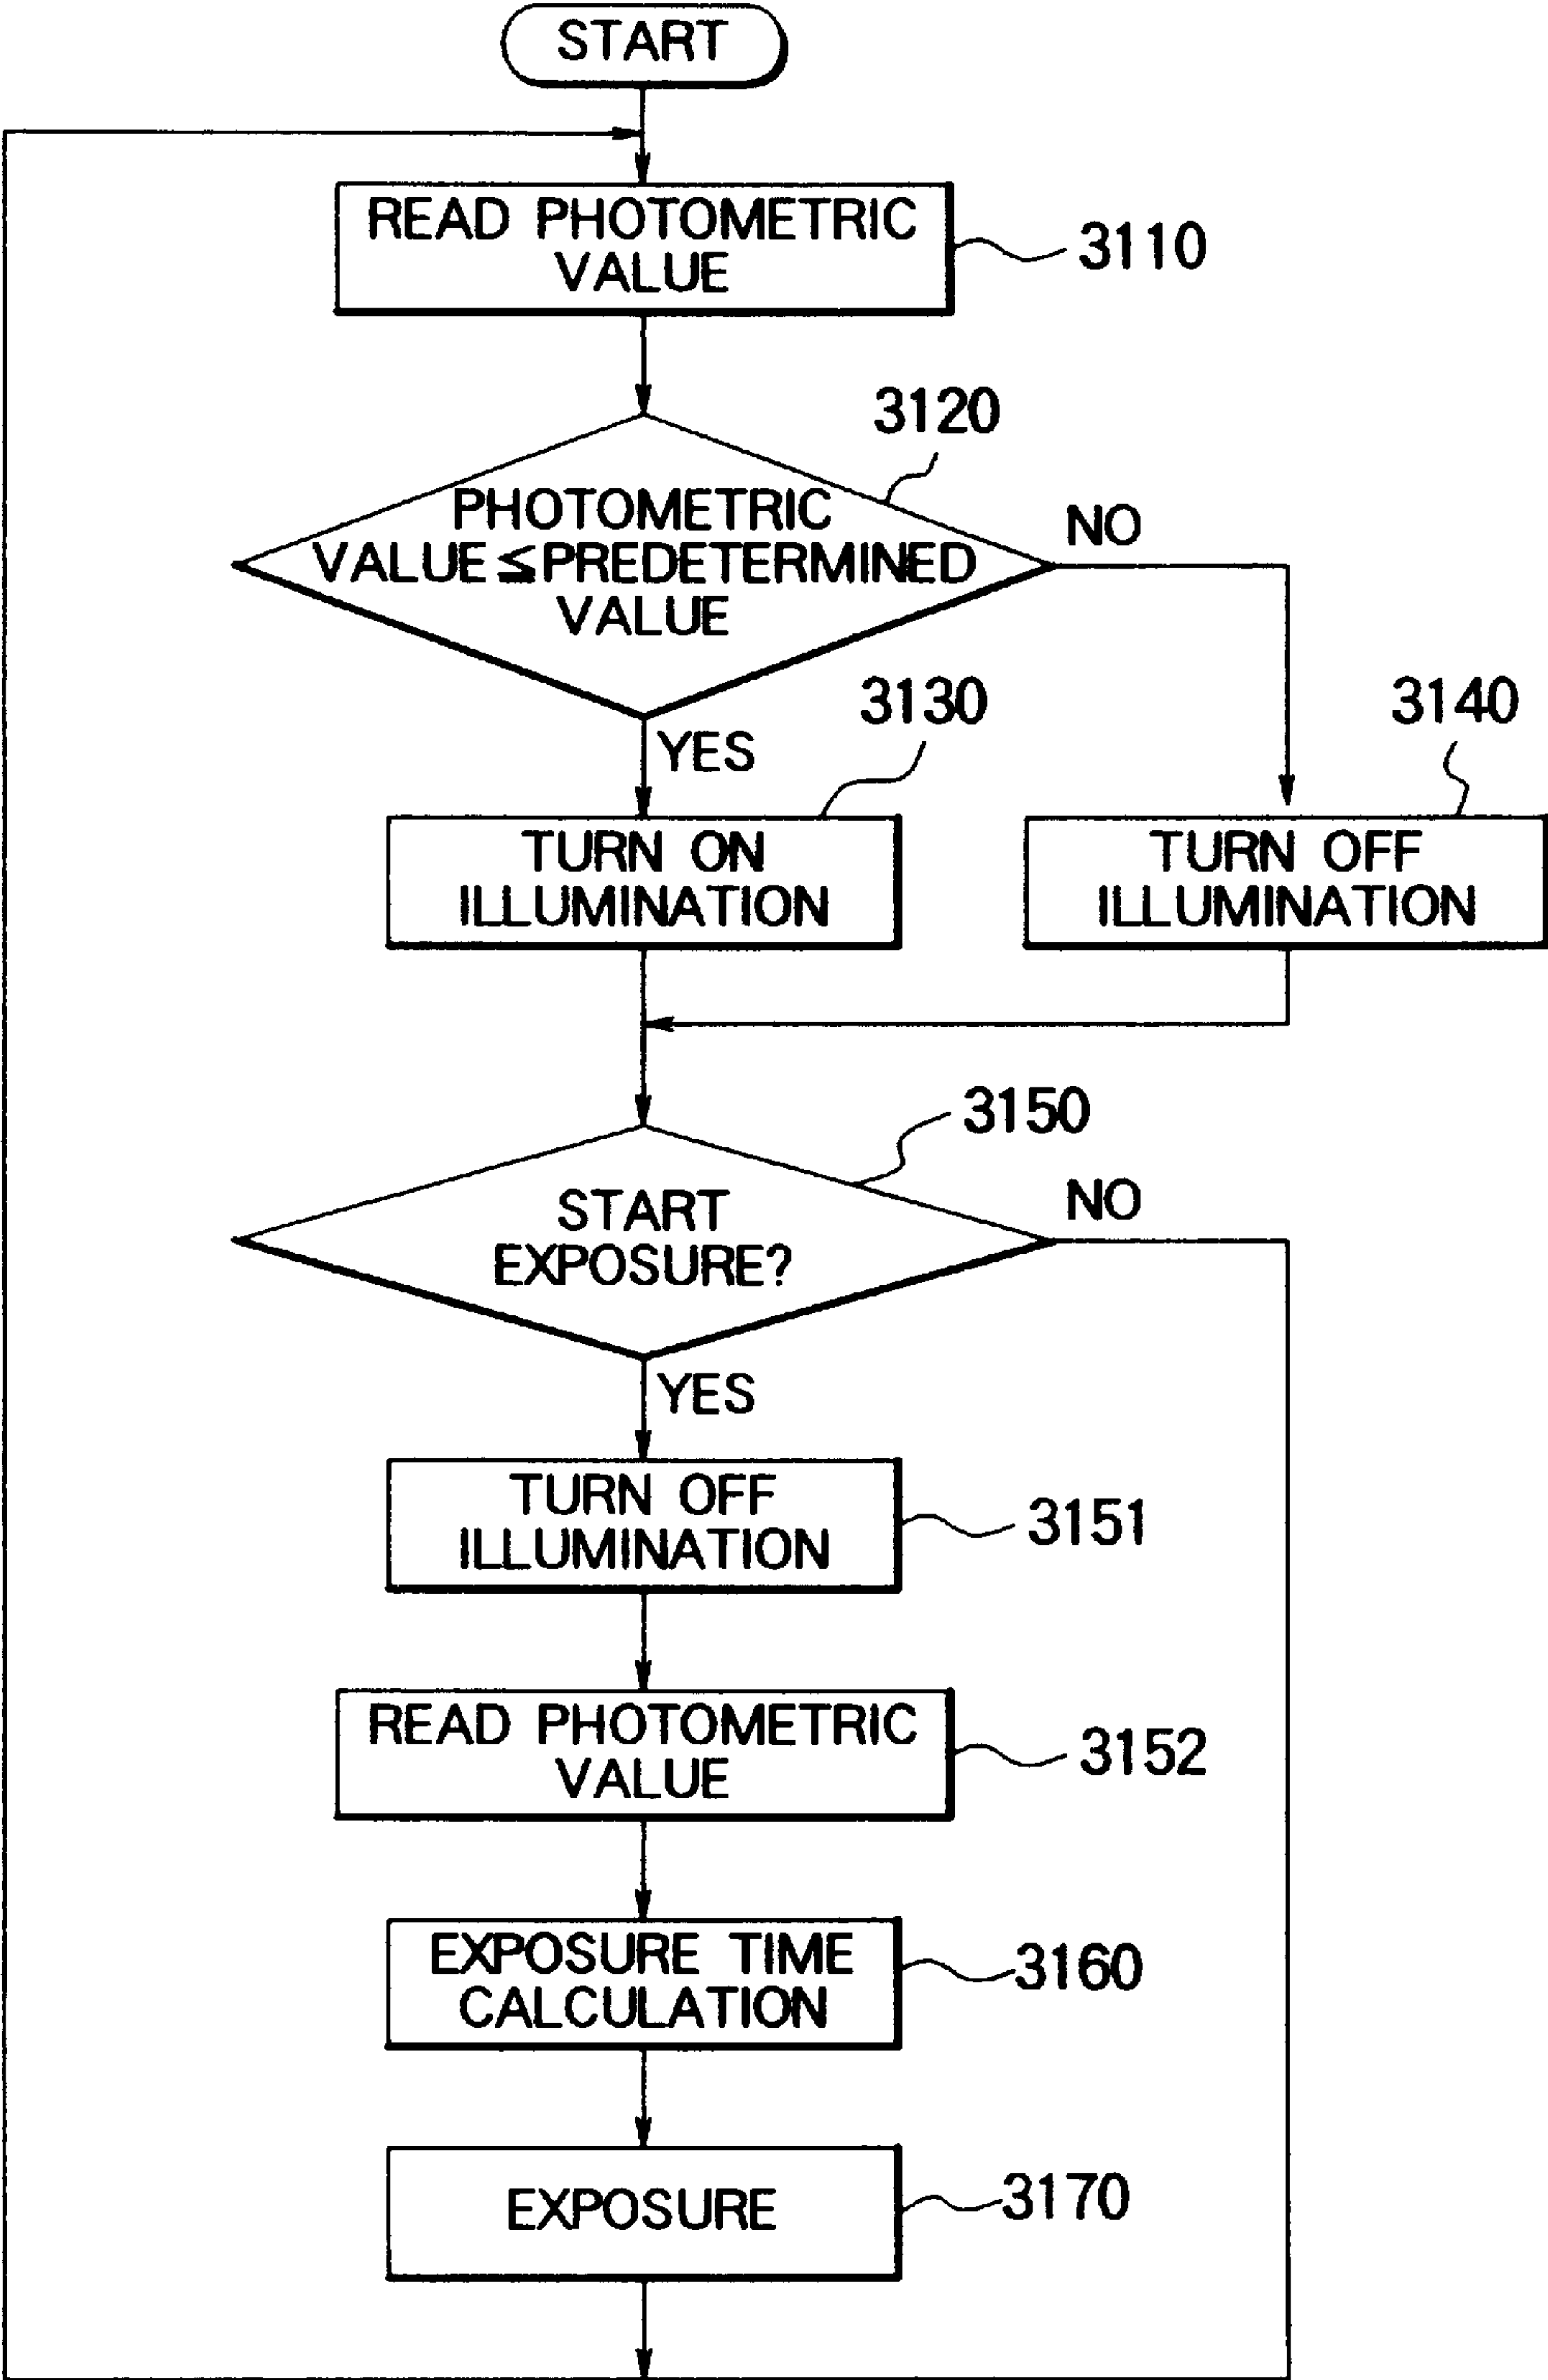 START
READ PHOTOMETRIC
VALUE
3110
3120
PHOTOMETRIC
VALUE≦PREDETERMINED
VALUE
NO
YES
3130
3140
TURN ON
ILLUMINATION
TURN OFF
ILLUMINATION
3150
START
EXPOSURE?
NO
YES
TURN OFF
ILLUMINATION
3151
READ PHOTOMETRIC
VALUE
3152
EXPOSURE TIME
CALCULATION
3160
EXPOSURE
3170